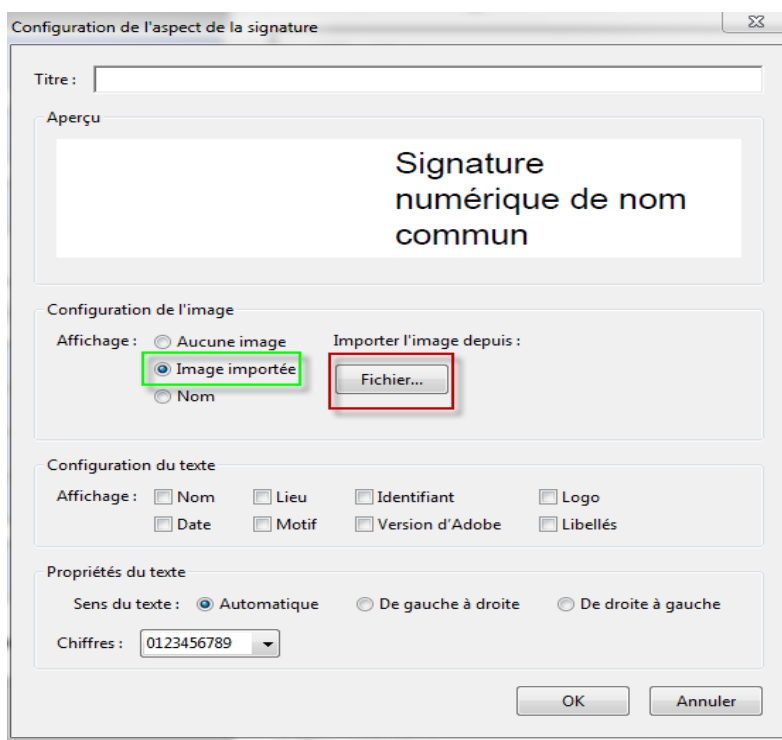 Configuration de l'aspect de la signature
Titre :
Aperçu
Signature
numérique de nom
commun
Configuration de l'image
Affichage : Aucune image Importer l'image depuis :
Image importée Fichier...
Nom
Configuration du texte
Affichage : Nom Lieu Identifiant Logo
Date Motif Version d'Adobe Libellés
Propriétés du texte
Sens du texte : Automatique De gauche à droite De droite à gauche
Chiffres : 0123456789
OK Annuler